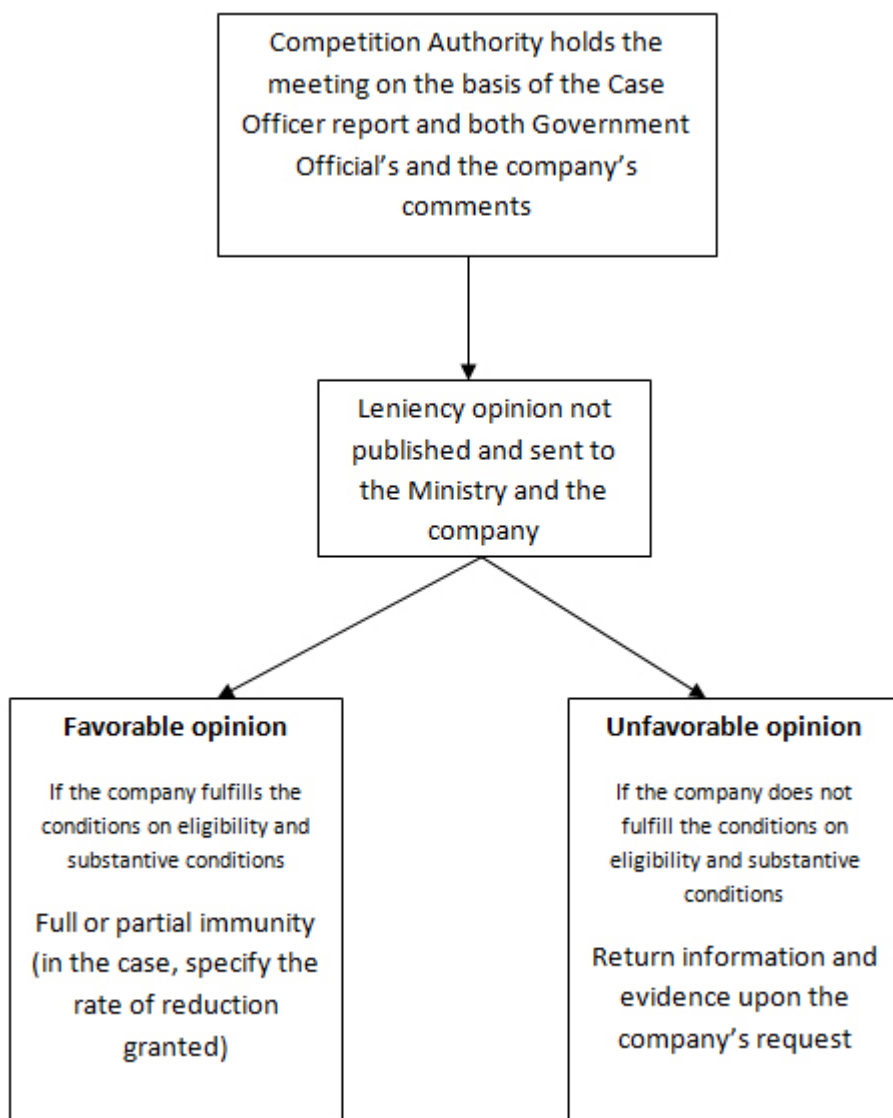 Competition Authority holds the
meeting on the basis of the Case
Officer report and both Government
Official's and the company's
comments
Leniency opinion not
published and sent to
the Ministry and the
company
Favorable opinion
If the company fulfills the
conditions on eligibility and
substantive conditions
Full or partial immunity
(in the case, specify the
rate of reduction
granted)
Unfavorable opinion
If the company does not
fulfill the conditions on
eligibility and substantive
conditions
Return information and
evidence upon the
company's request